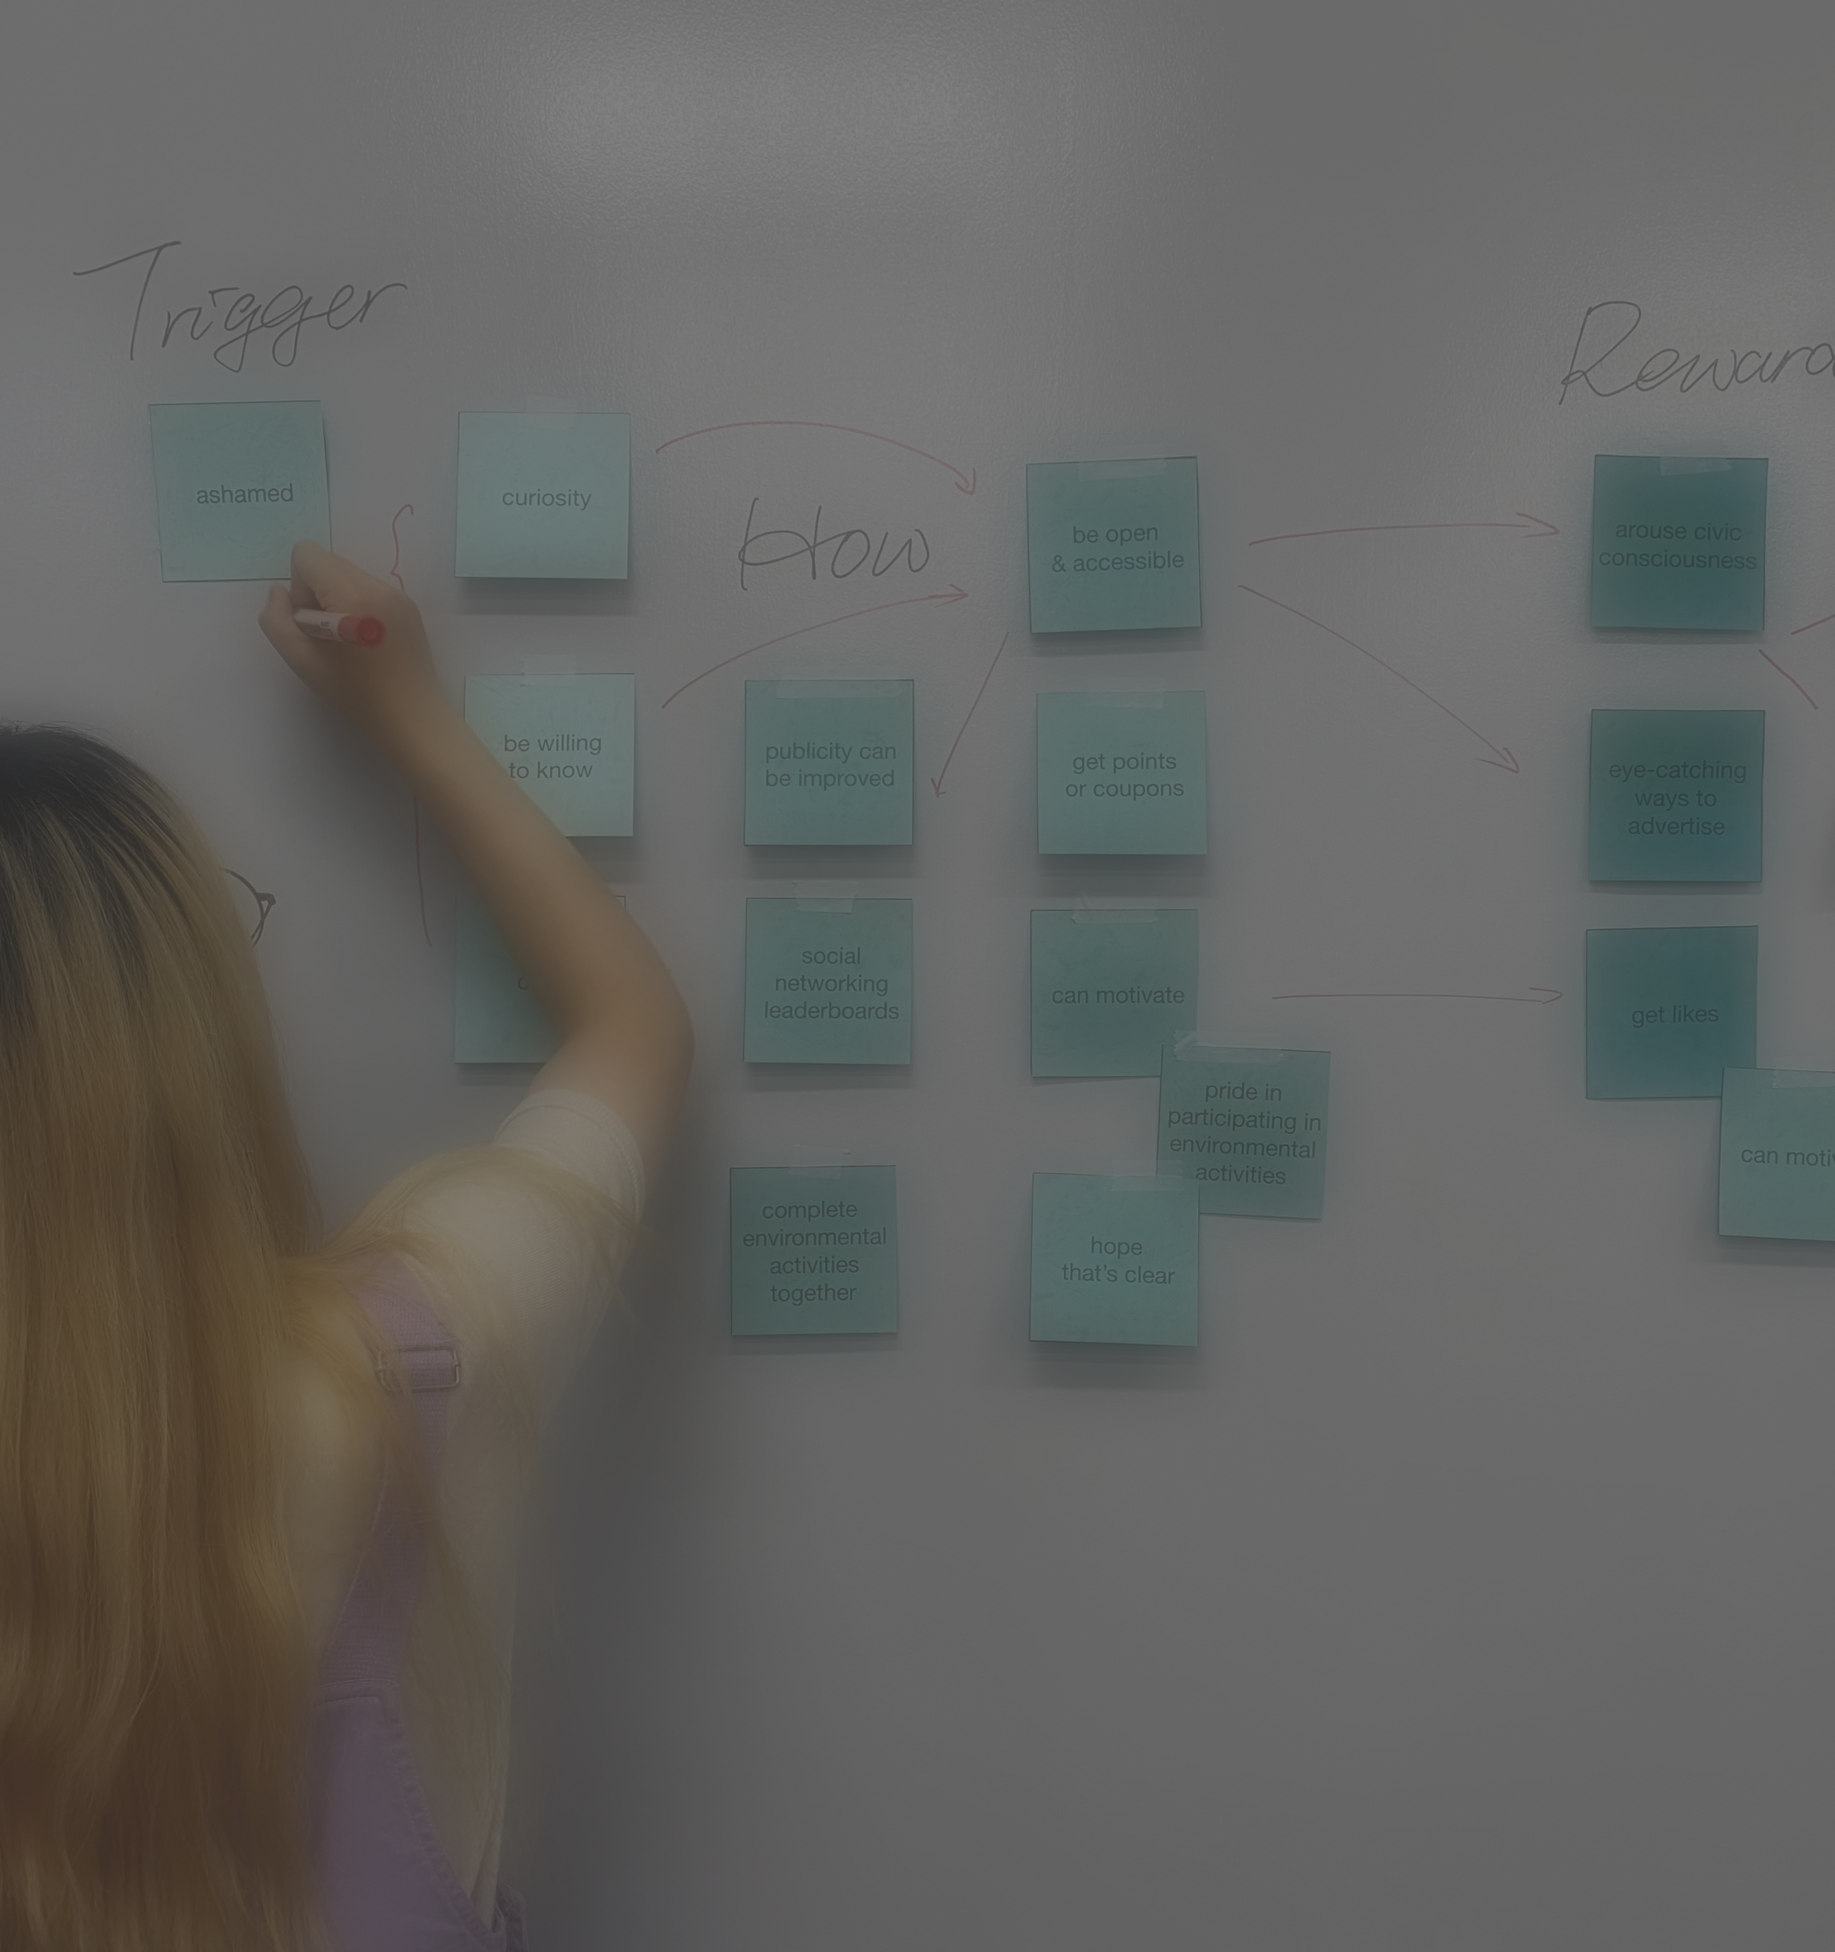 Trigger
ashamed
curiosity
be willing
to know
How
publicity can
be improved
social
networking
leaderboards
complete
environmental
activities
together
be open
& accessible
get points
or coupons
can motivate
pride in
participating in
environmental
activities
hope
that's clear
Reward
arouse civic
consciousness
eye-catching
ways to
advertise
get likes
can